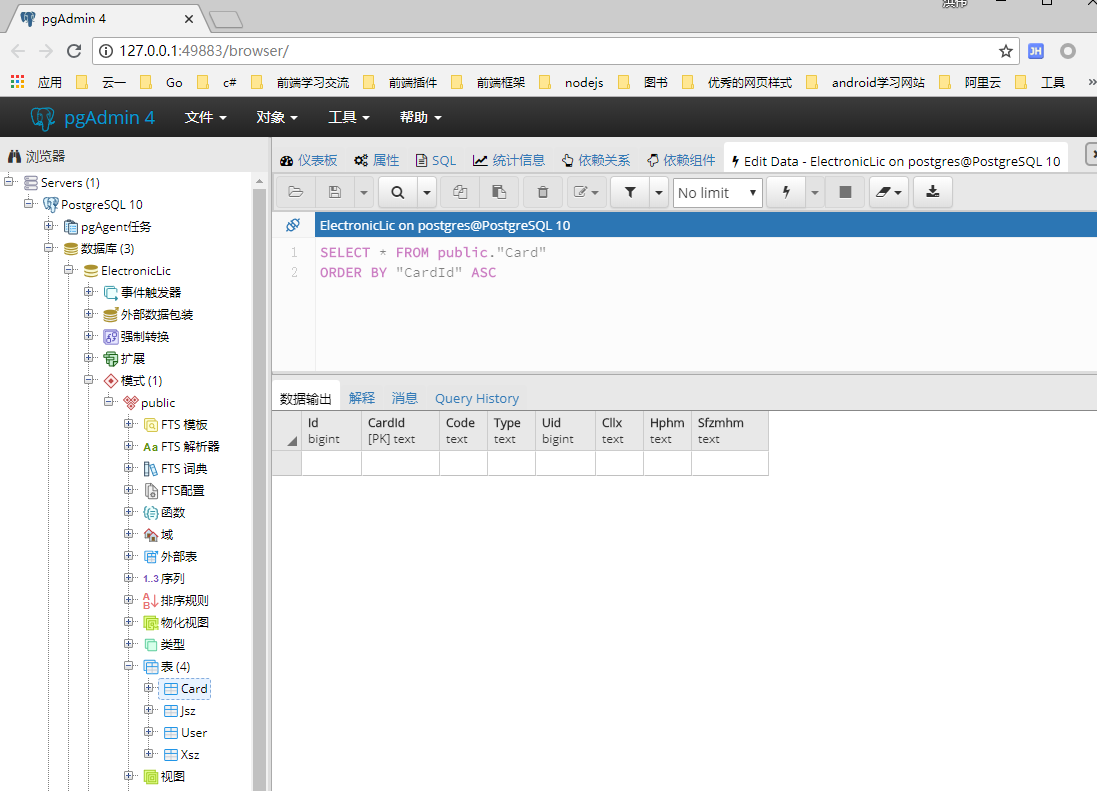 洪伟
pgAdmin 4
127.0.0.1:49883/browser/
JH
应用 云一 Go c# 前端学习交流 前端插件 前端框架 nodejs 图书 优秀的网页样式 android学习网站 阿里云 工具 »
pgAdmin 4 文件 对象 工具 帮助
浏览器
仪表板 属性 SQL 统计信息 依赖关系 依赖组件 Edit Data - ElectronicLic on postgres@PostgreSQL 10
No limit
ElectronicLic on postgres@PostgreSQL 10
1 SELECT * FROM public."Card"
2 ORDER BY "CardId" ASC
Servers (1)
PostgreSQL 10
pgAgent任务
数据库 (3)
ElectronicLic
事件触发器
外部数据包装
强制转换
扩展
模式 (1)
public
FTS 模板
Aa FTS 解析器
FTS 词典
FTS配置
函数
域
外部表
1..3 序列
排序规则
物化视图
类型
表 (4)
Card
Jsz
User
Xsz
视图
数据输出 解释 消息 Query History
Id CardId Code Type Uid Cllx Hphm Sfzmhm
bigint [PK] text text text bigint text text text